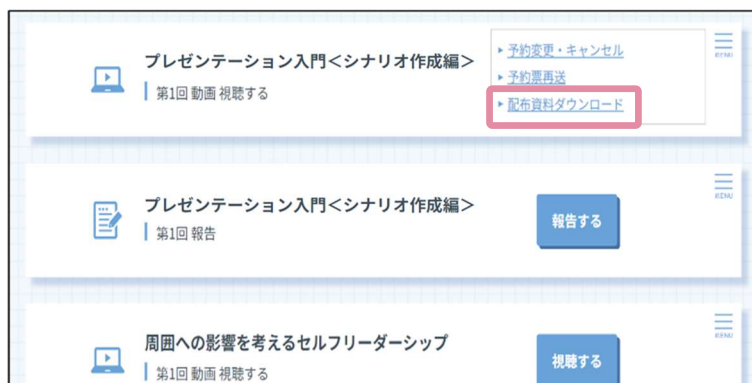 プレゼンテーション入門＜シナリオ作成編＞
第1回 動画 視聴する
予約変更・キャンセル
予約票再送
配布資料ダウンロード
MENU
プレゼンテーション入門＜シナリオ作成編＞
第1回 報告
報告する
MENU
周囲への影響を考えるセルフリーダーシップ
第1回 動画 視聴する
視聴する
MENU